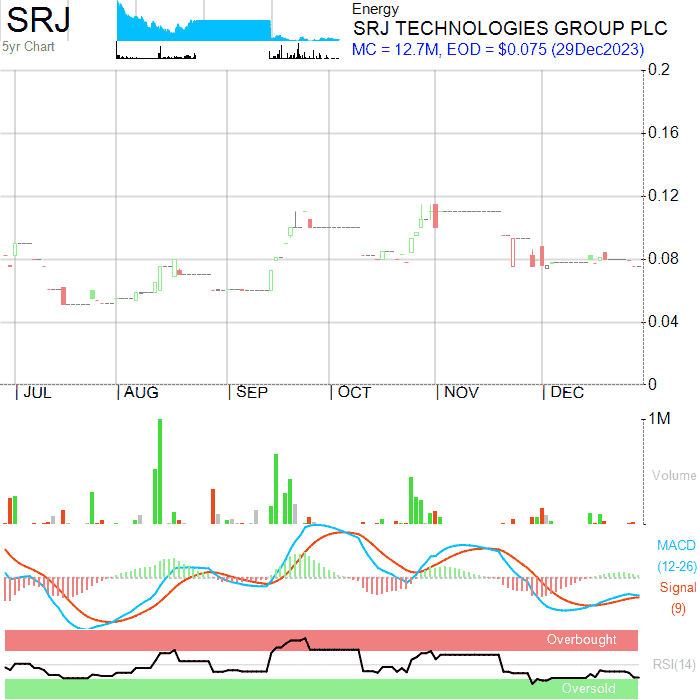 SRJ
5yr Chart
Energy
SRJ TECHNOLOGIES GROUP PLC
MC = 12.7M, EOD = $0.075 (29Dec2023)
0.2
0.16
0.12
0.08
0.04
0
JUL AUG SEP OCT NOV DEC
1M
Volume
MACD
(12-26)
Signal
(9)
Overbought
RSI(14)
Oversold